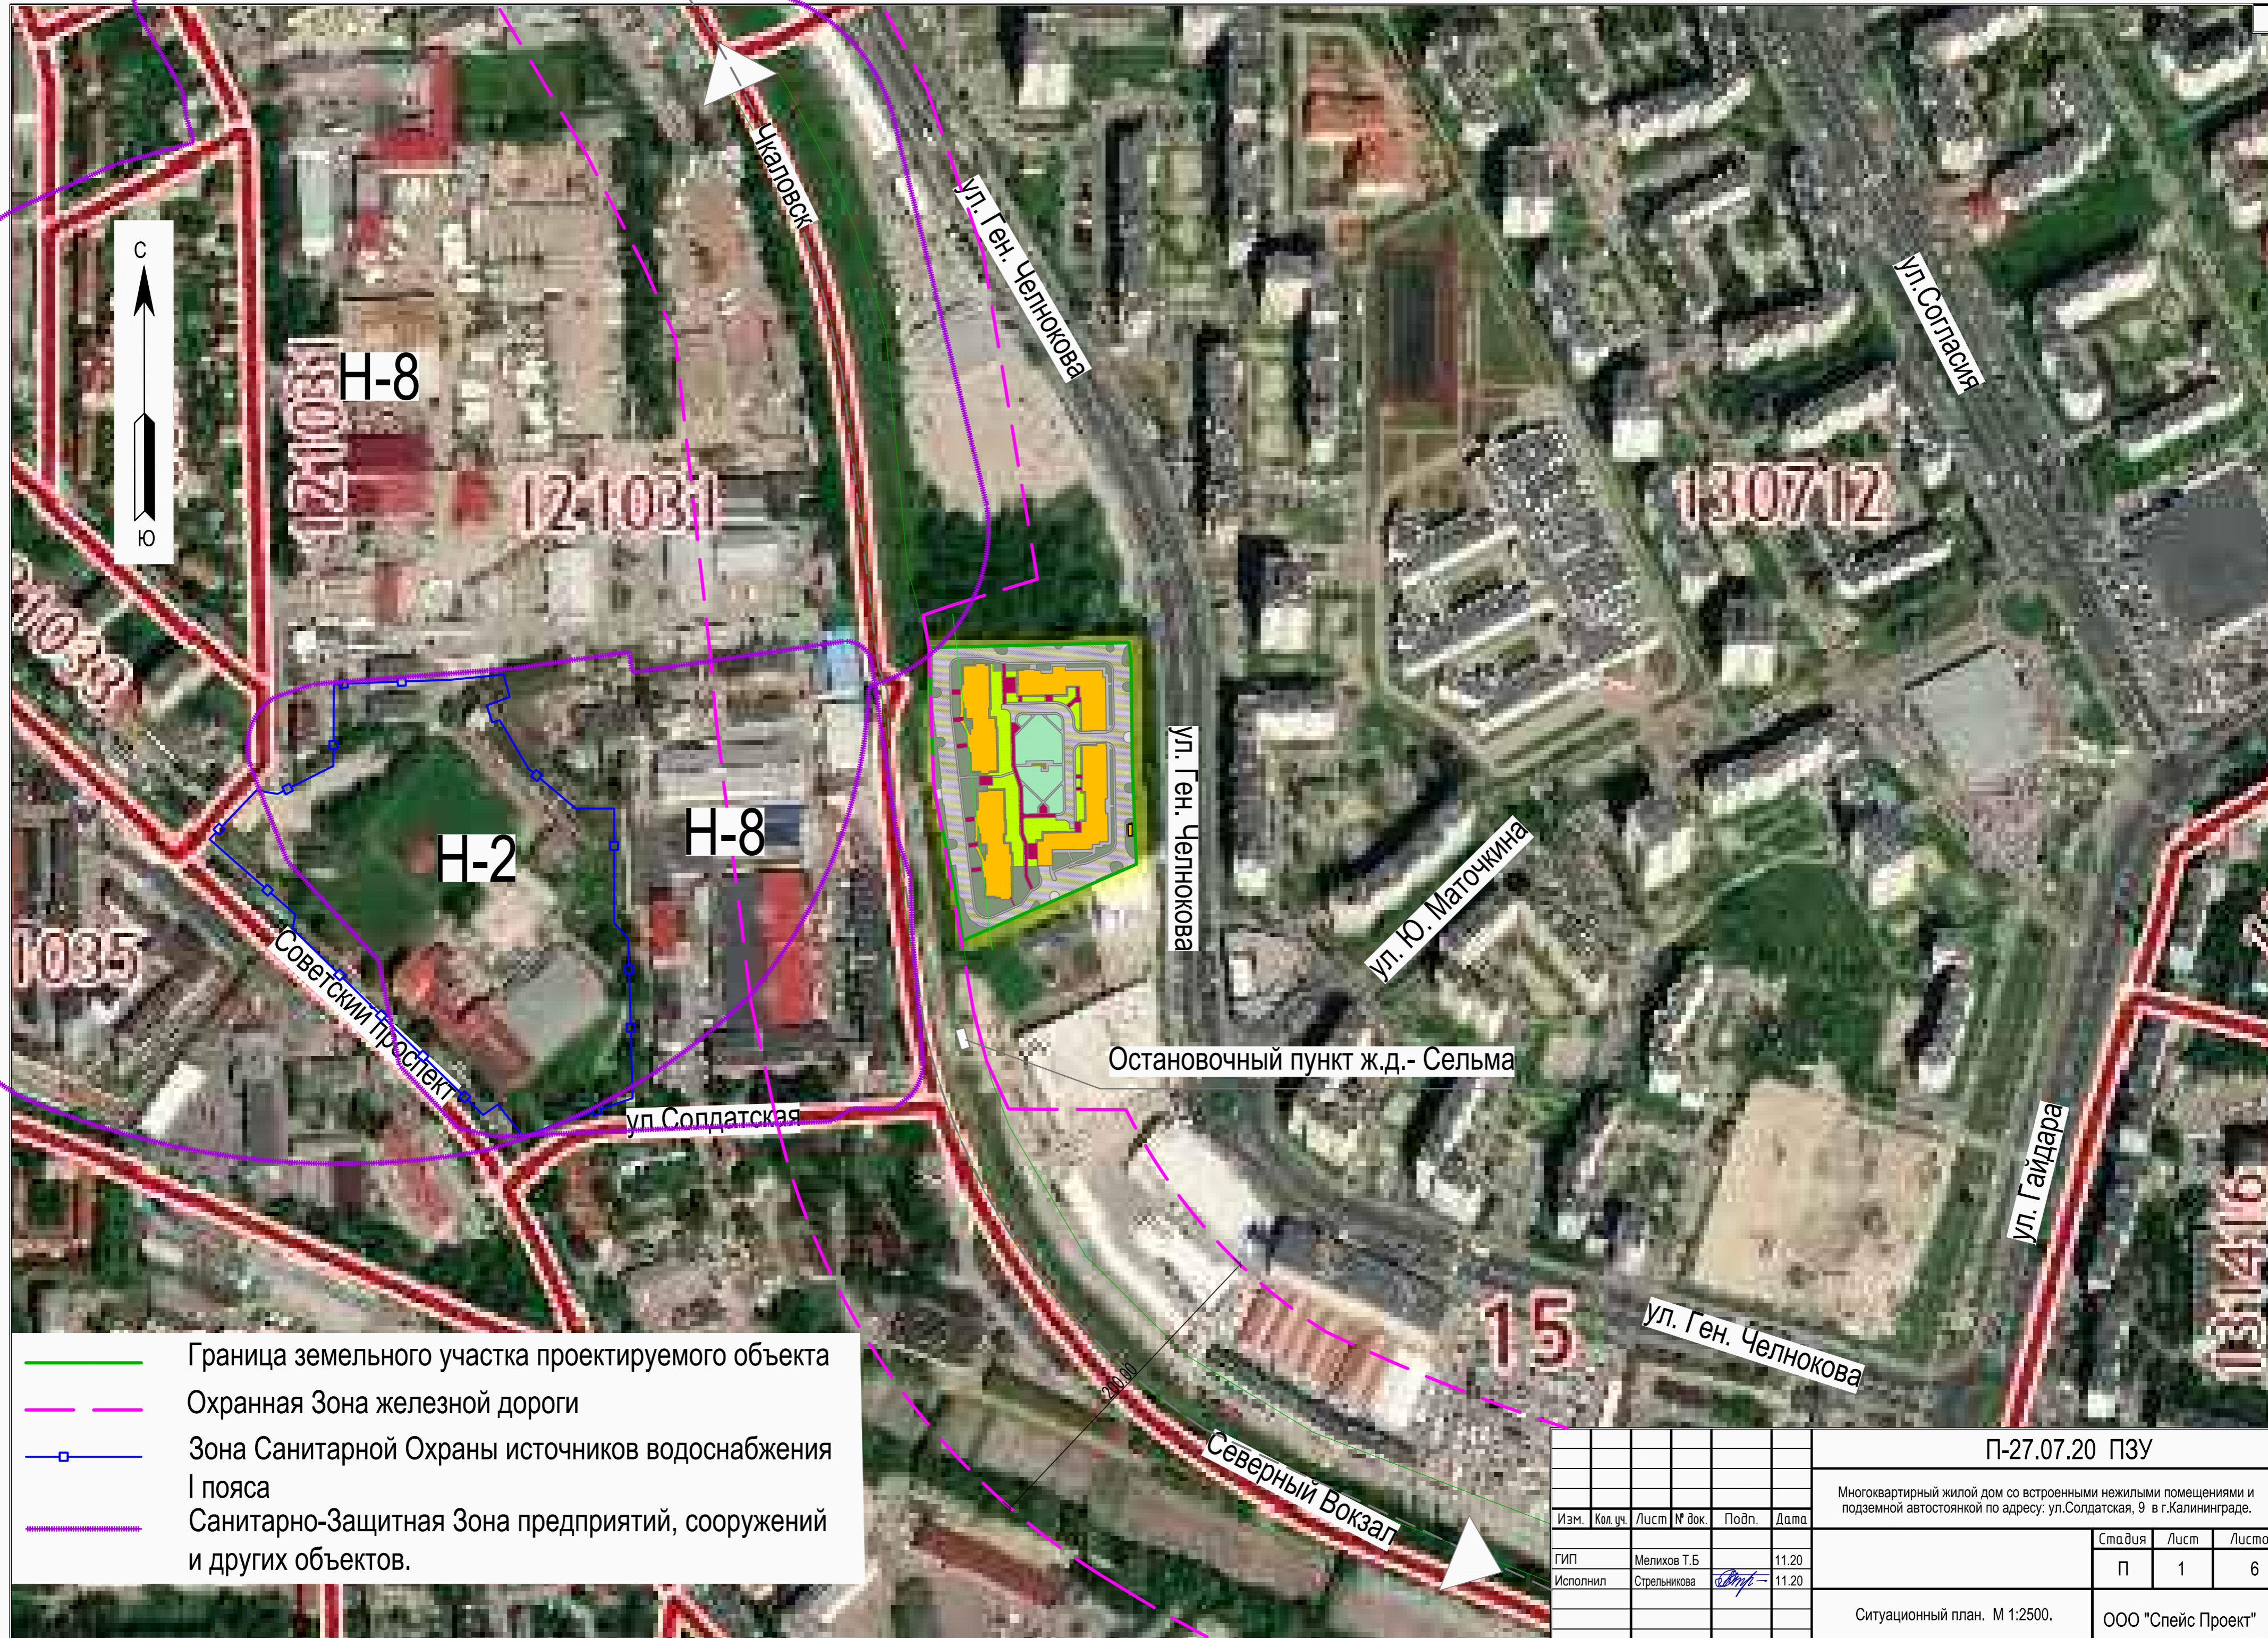 Чкаловск
ул. Ген. Челнокова
ул.Согласия
С
Ю
Н-8
121031
121031
130712
Н-2
Н-8
ул. Ген. Челнокова
ул. Ю. Маточкина
1035
Советский проспект
Остановочный пункт ж.д.- Сельма
ул.Солдатская
ул. Гайдара
131416
15
ул. Ген. Челнокова
200.00
Северный Вокзал
Граница земельного участка проектируемого объекта
Охранная Зона железной дороги
Зона Санитарной Охраны источников водоснабжения
I пояса
Санитарно-Защитная Зона предприятий, сооружений
и других объектов.
П-27.07.20 ПЗУ
Многоквартирный жилой дом со встроенными нежилыми помещениями и
подземной автостоянкой по адресу: ул.Солдатская, 9 в г.Калининграде.
Изм. Кол. уч. Лист № док. Подп. Дата
Стадия Лист Листо
ГИП Мелихов Т.Б 11.20
П 1 6
Исполнил Стрельникова 11.20
Ситуационный план. М 1:2500.
ООО "Спейс Проект"